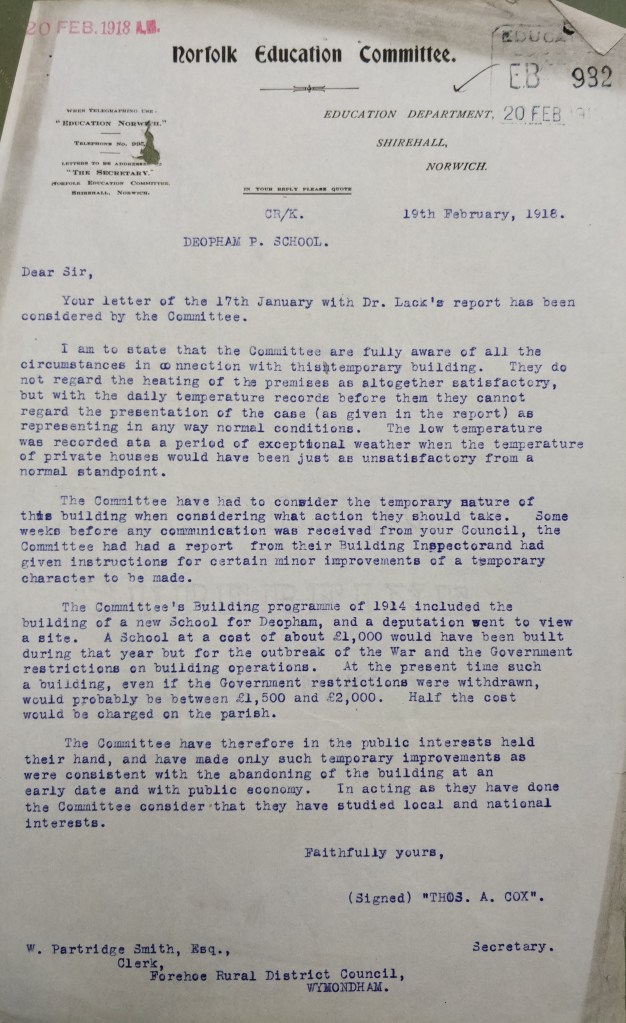 20 FEB. 1918 A.M.
Norfolk Education Committee.
EDUCA
EB 932
20 FEB 191
WHEN TELEGRAPHING USE:
"EDUCATION NORWICH."
TELEPHONE No.
LETTERS TO BE ADDRESSED
"THE SECRETARY,"
NORFOLK EDUCATION COMMITTEE.
SHIREHALL, NORWICH.
EDUCATION DEPARTMENT,
SHIREHALL,
NORWICH.
IN YOUR REPLY PLEASE QUOTE
CR/K.
19th February, 1918.
DEOPHAM P. SCHOOL.
Dear Sir,
Your letter of the 17th January with Dr. Lack's report has been
considered by the Committee.
I am to state that the Committee are fully aware of all the
circumstances in connection with this temporary building. They do
not regard the heating of the premises as altogether satisfactory,
but with the daily temperature records before them they cannot
regard the presentation of the case (as given in the report) as
representing in any way normal conditions. The low temperature
was recorded ata a period of exceptional weather when the temperature
of private houses would have been just as unsatisfactory from a
normal standpoint.
The Committee have had to consider the temporary nature of
this building when considering what action they should take. Some
weeks before any communication was received from your Council, the
Committee had had a report from their Building Inspectorand had
given instructions for certain minor improvements of a temporary
character to be made.
The Committee's Building programme of 1914 included the
building of a new School for Deopham, and a deputation went to view
a site. A School at a cost of about £1,000 would have been built
during that year but for the outbreak of the War and the Government
restrictions on building operations. At the present time such
a building, even if the Government restrictions were withdrawn,
would probably be between £1,500 and £2,000. Half the cost
would be charged on the parish.
The Committee have therefore in the public interests held
their hand, and have made only such temporary improvements as
were consistent with the abandoning of the building at an
early date and with public economy. In acting as they have done
the Committee consider that they have studied local and national
interests.
Faithfully yours,
(Signed) "THOS. A. COX".
Secretary.
W. Partridge Smith, Esq.,
Clerk,
Forehoe Rural District Council,
WYMONDHAM.